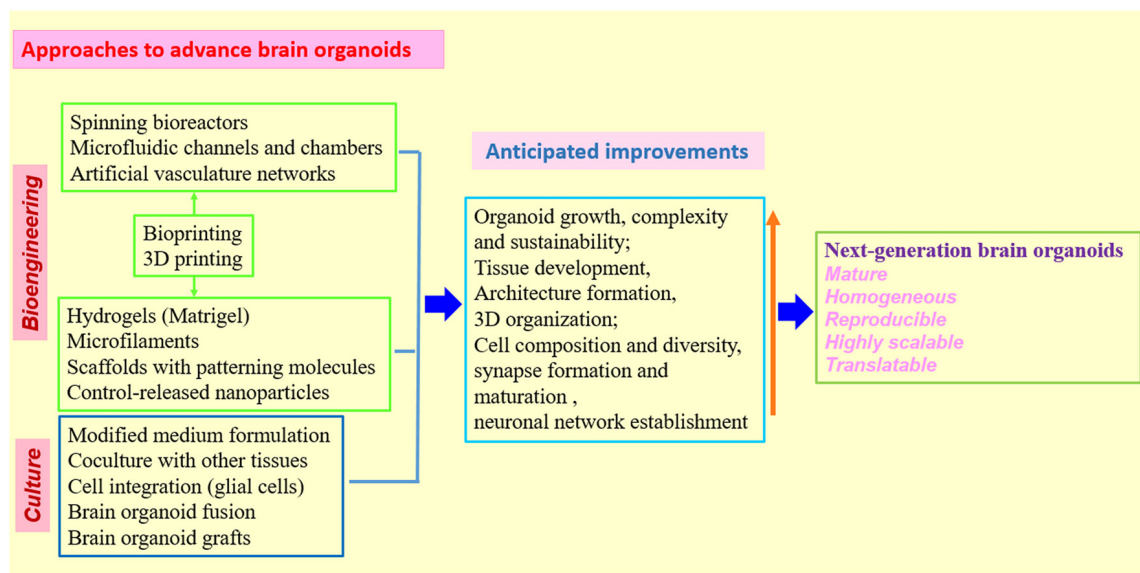 Approaches to advance brain organoids
Bioengineering
Spinning bioreactors
Microfluidic channels and chambers
Artificial vasculature networks
Bioprinting
3D printing
Hydrogels (Matrigel)
Microfilaments
Scaffolds with patterning molecules
Control-released nanoparticles
Culture
Modified medium formulation
Coculture with other tissues
Cell integration (glial cells)
Brain organoid fusion
Brain organoid grafts
Anticipated improvements
Organoid growth, complexity
and sustainability;
Tissue development,
Architecture formation,
3D organization;
Cell composition and diversity,
synapse formation and
maturation ,
neuronal network establishment
Next-generation brain organoids
Mature
Homogeneous
Reproducible
Highly scalable
Translatable